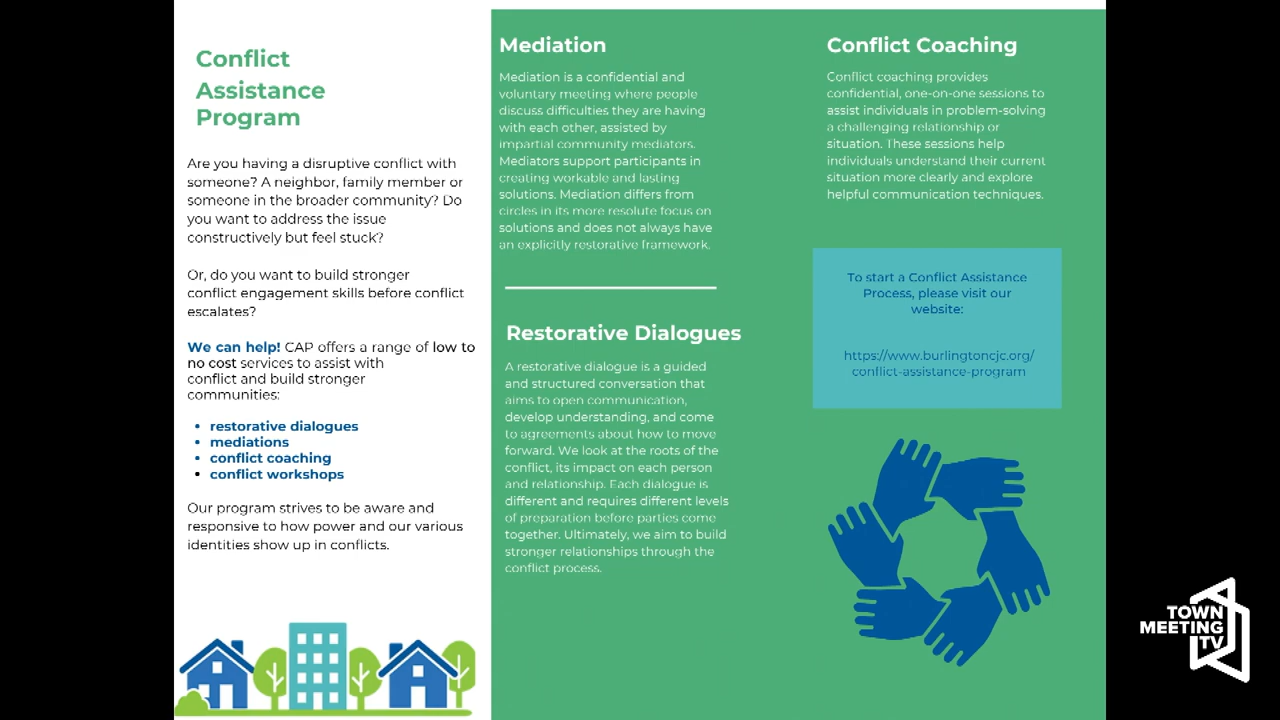 Conflict
Assistance
Program
Are you having a disruptive conflict with
someone? A neighbor, family member or
someone in the broader community? Do
you want to address the issue
constructively but feel stuck?
Or, do you want to build stronger
conflict engagement skills before conflict
escalates?
We can help! CAP offers a range of low to
no cost services to assist with
conflict and build stronger
communities:
• restorative dialogues
• mediations
• conflict coaching
• conflict workshops
Our program strives to be aware and
responsive to how power and our various
identities show up in conflicts.
Mediation
Mediation is a confidential and
voluntary meeting where people
discuss difficulties they are having
with each other, assisted by
impartial community mediators.
Mediators support participants in
creating workable and lasting
solutions. Mediation differs from
circles in its more resolute focus on
solutions and does not always have
an explicitly restorative framework.
Restorative Dialogues
A restorative dialogue is a guided
and structured conversation that
aims to open communication,
develop understanding, and come
to agreements about how to move
forward. We look at the roots of the
conflict, its impact on each person
and relationship. Each dialogue is
different and requires different levels
of preparation before parties come
together. Ultimately, we aim to build
stronger relationships through the
conflict process.
Conflict Coaching
Conflict coaching provides
confidential, one-on-one sessions to
assist individuals in problem-solving
a challenging relationship or
situation. These sessions help
individuals understand their current
situation more clearly and explore
helpful communication techniques.
To start a Conflict Assistance
Process, please visit our
website:
https://www.burlingtoncjc.org/
conflict-assistance-program
TOWN
MEETING
TV